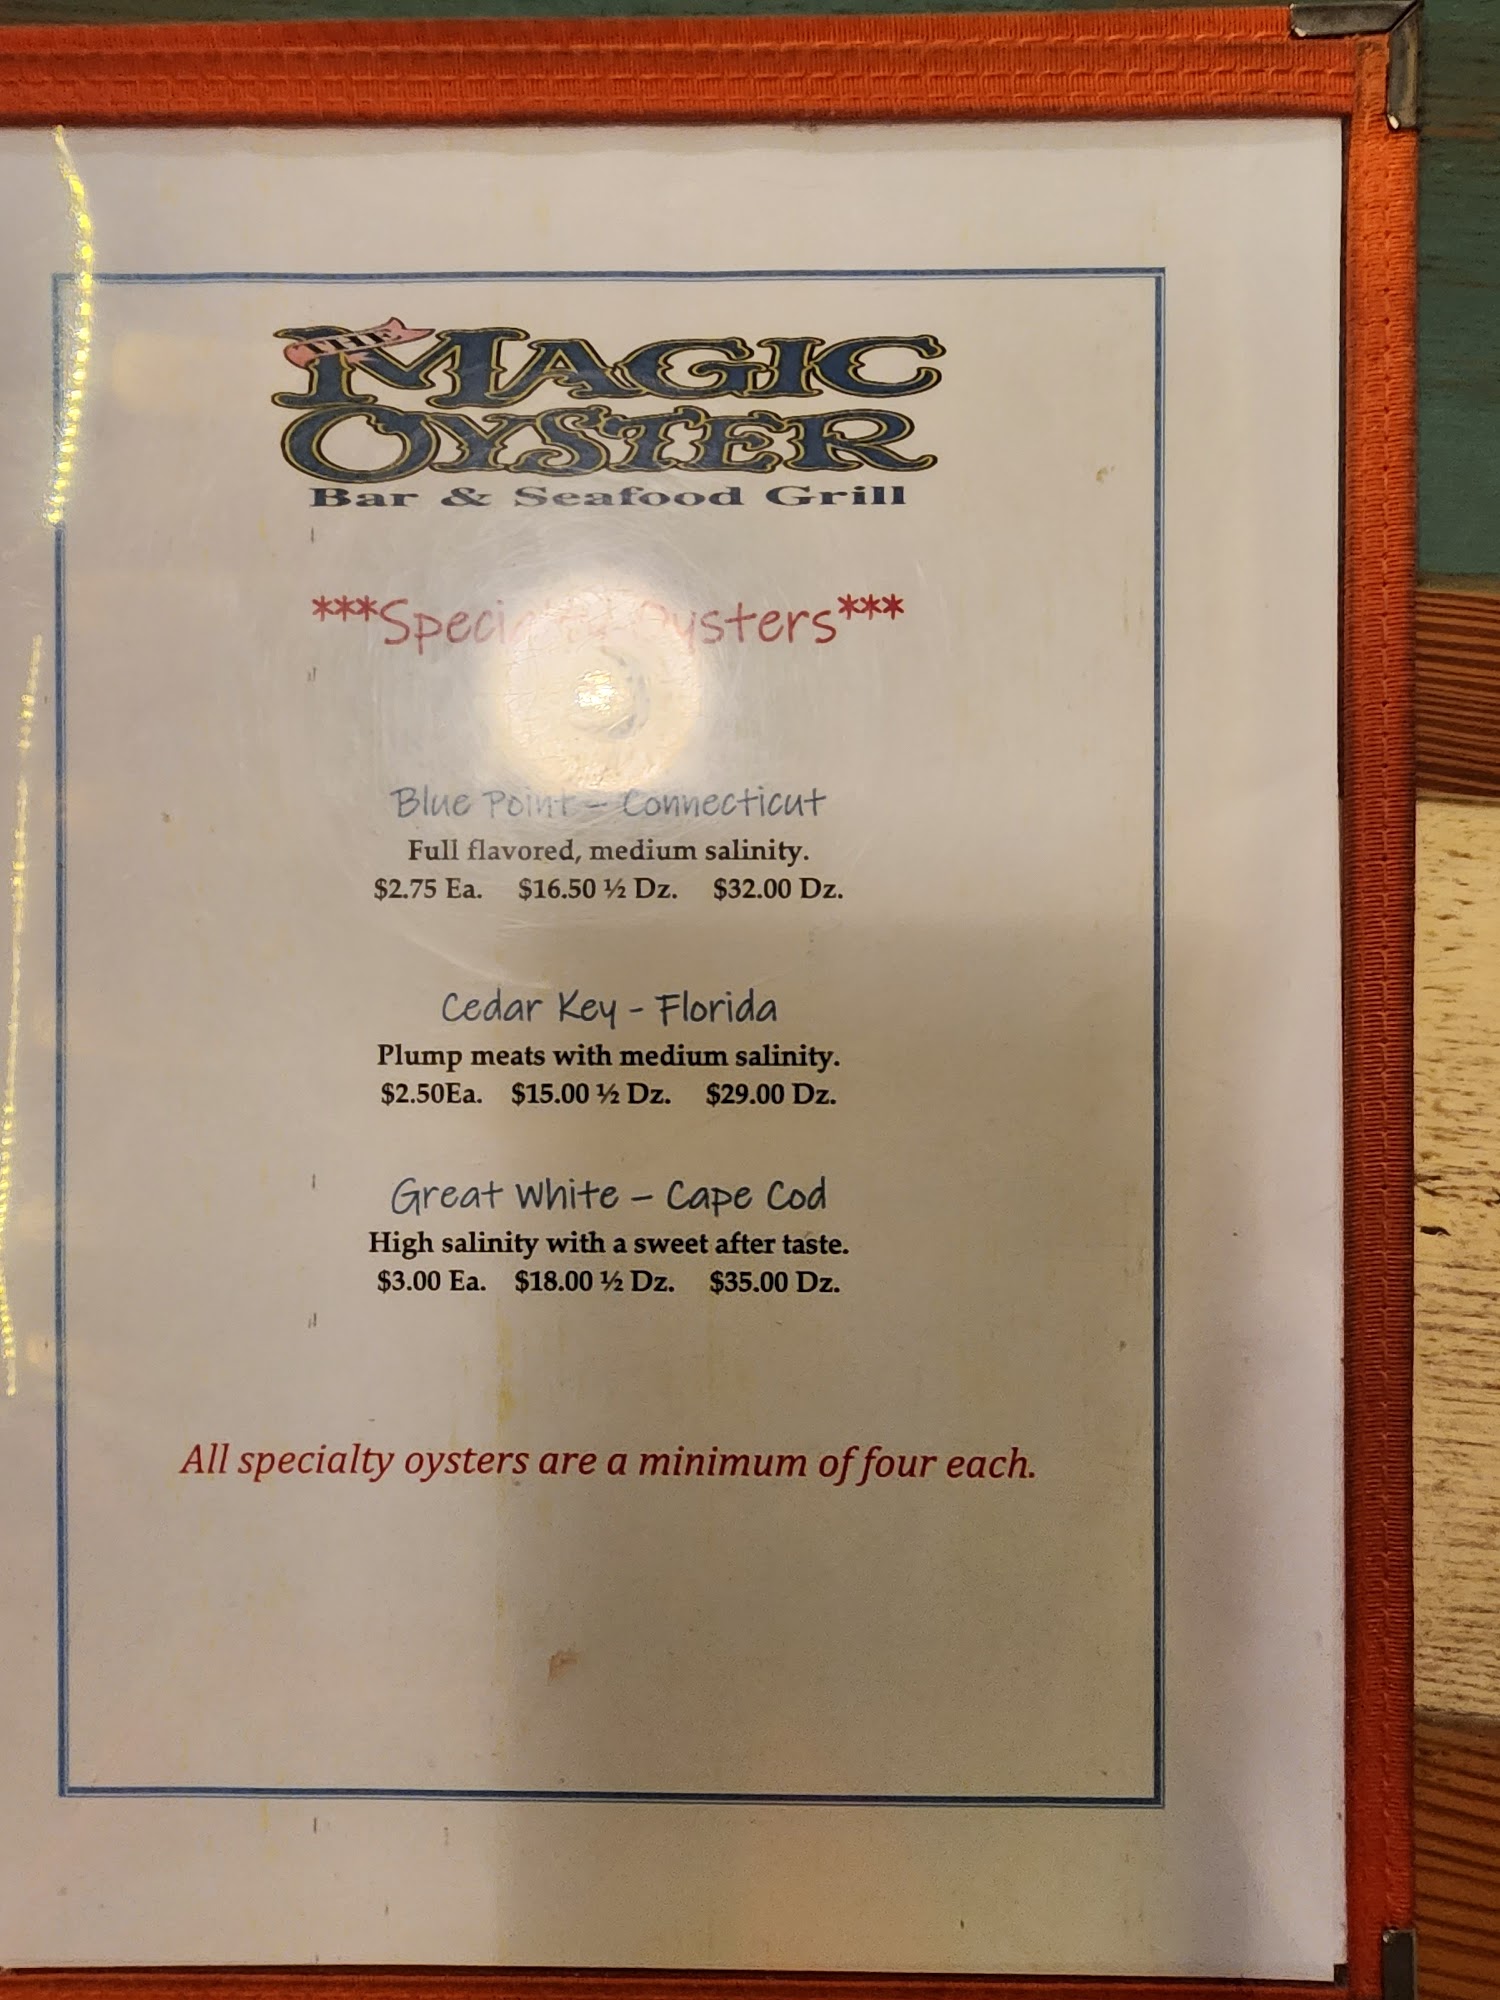 THE
MAGIC
OYSTER
Bar & Seafood Grill
***Specialty Oysters***
Blue Point – Connecticut
Full flavored, medium salinity.
$2.75 Ea. $16.50 ½ Dz. $32.00 Dz.
Cedar Key - Florida
Plump meats with medium salinity.
$2.50Ea. $15.00 ½ Dz. $29.00 Dz.
Great White – Cape Cod
High salinity with a sweet after taste.
$3.00 Ea. $18.00 ½ Dz. $35.00 Dz.
All specialty oysters are a minimum of four each.